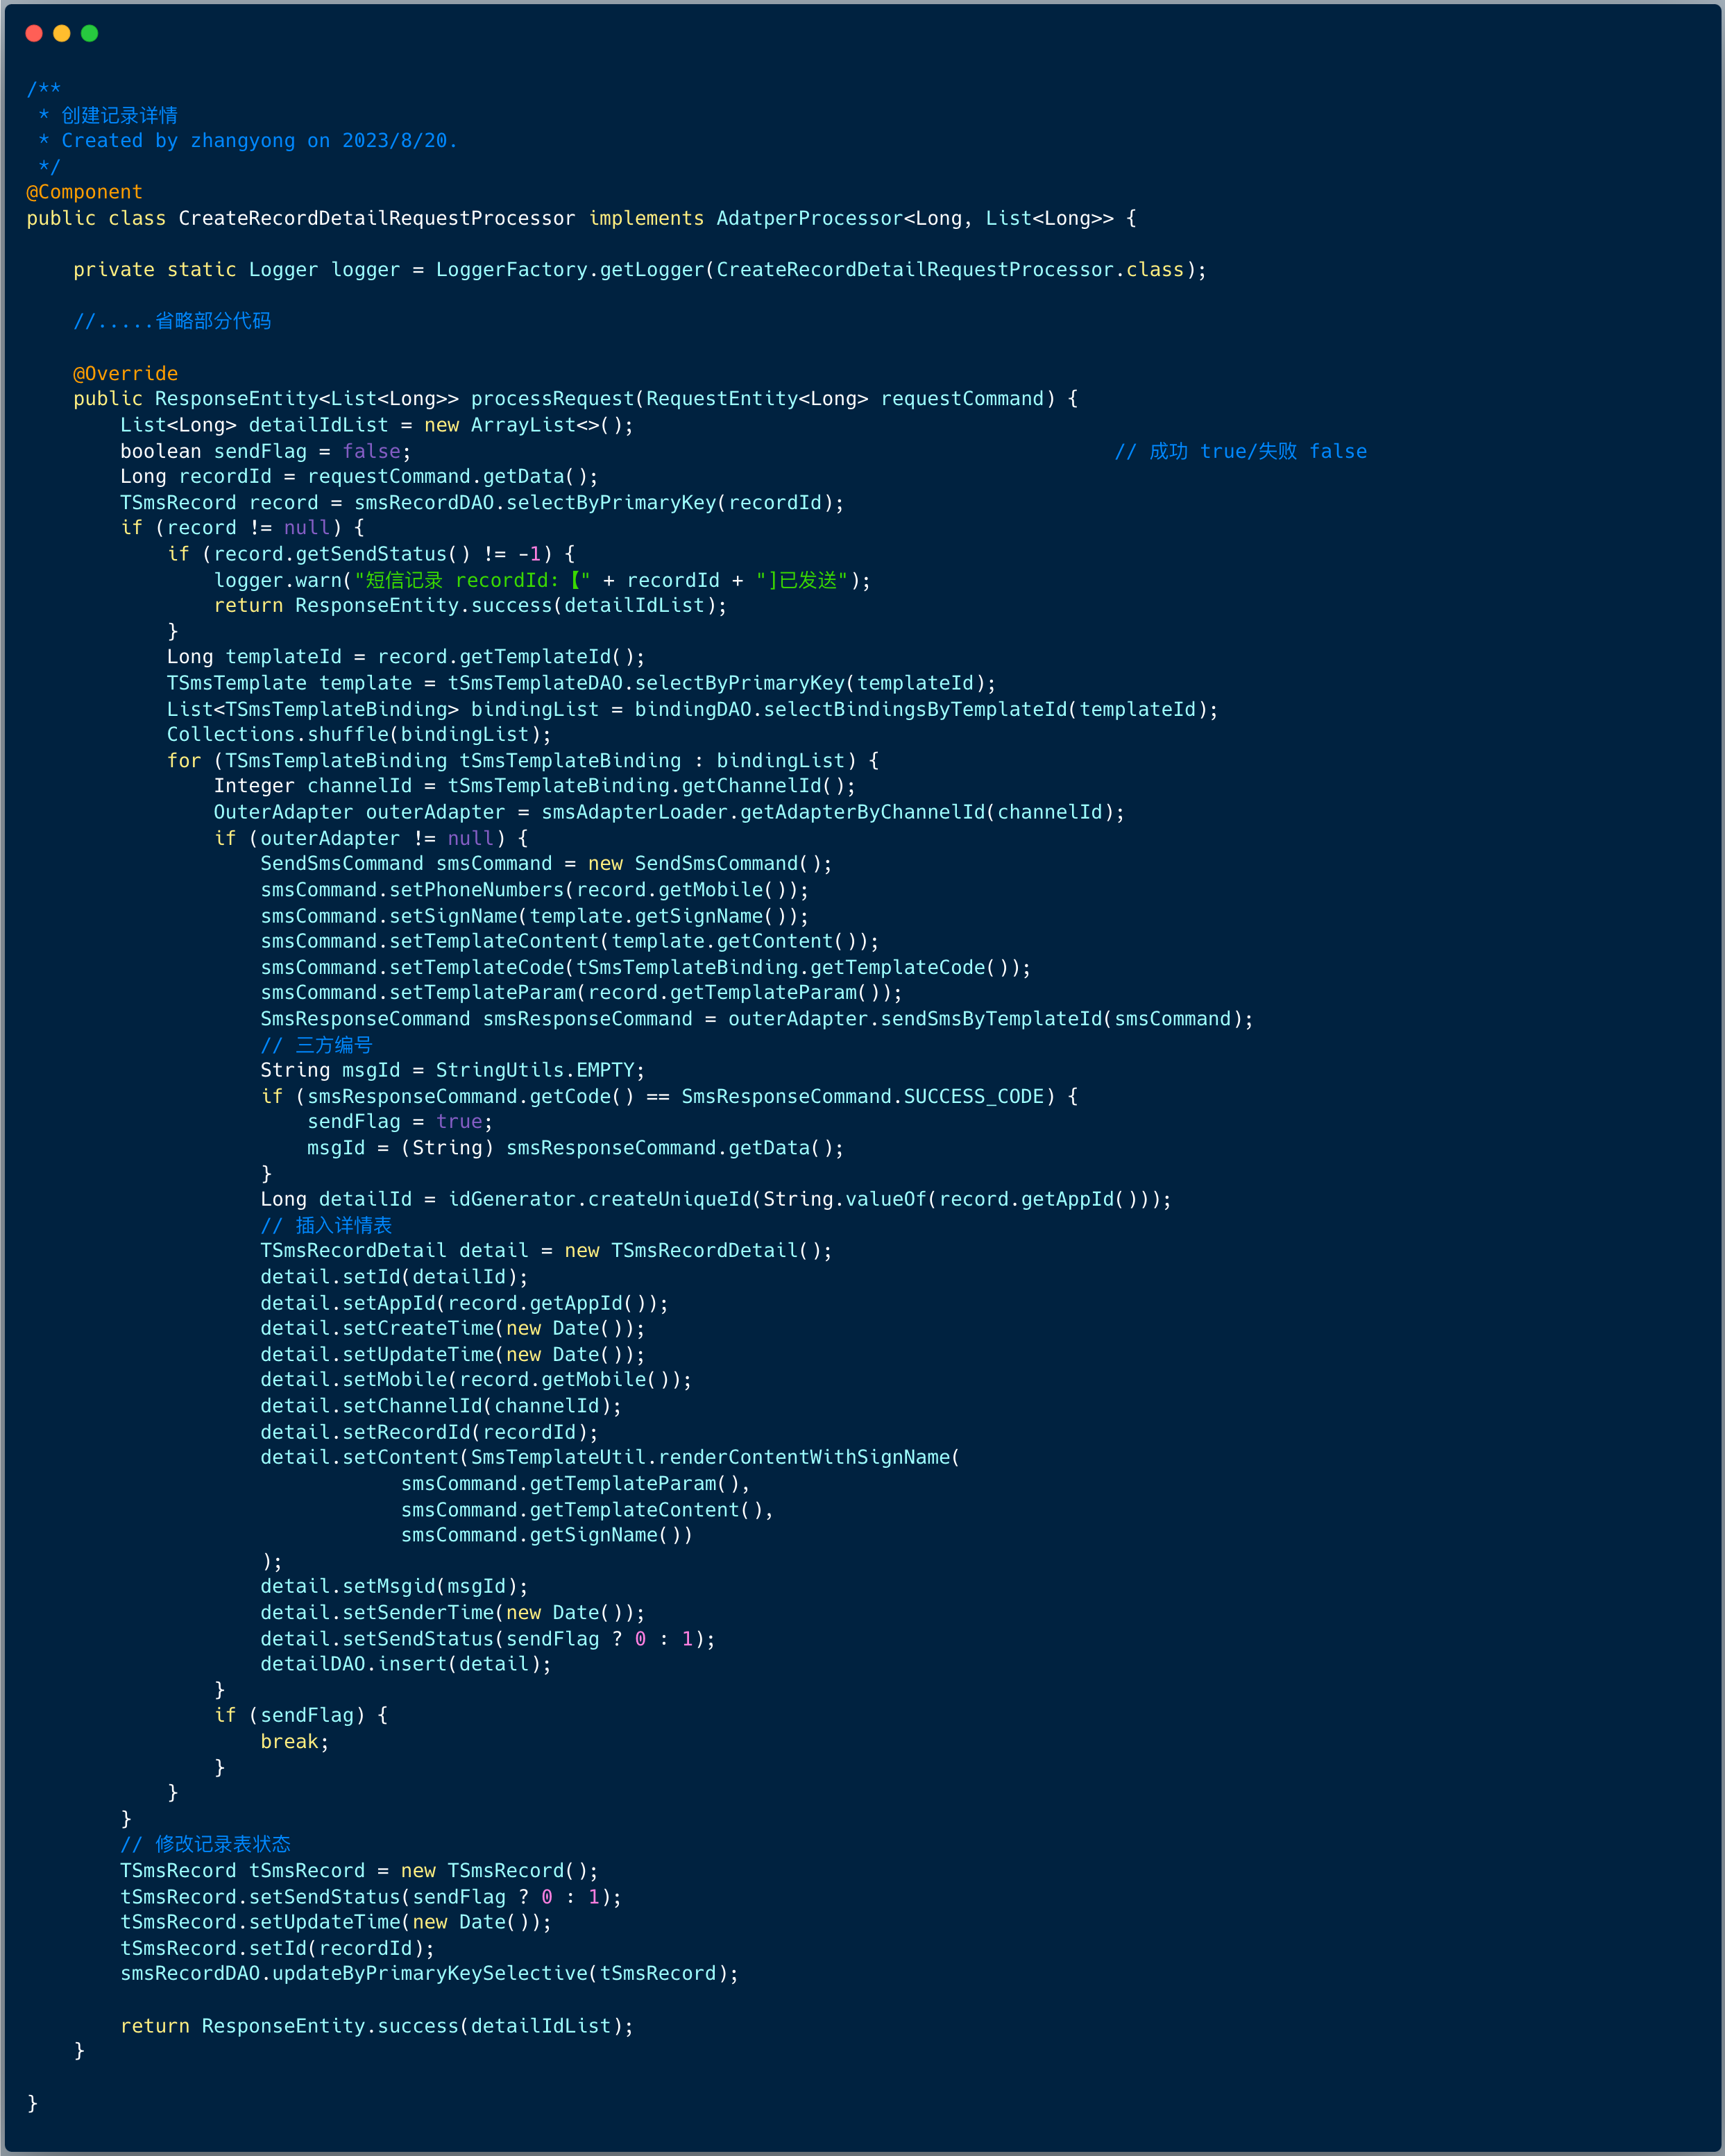 /**
 * 创建记录详情
 * Created by zhangyong on 2023/8/20.
 */
@Component
public class CreateRecordDetailRequestProcessor implements AdatperProcessor<Long, List<Long>> {

    private static Logger logger = LoggerFactory.getLogger(CreateRecordDetailRequestProcessor.class);

    //.....省略部分代码

    @Override
    public ResponseEntity<List<Long>> processRequest(RequestEntity<Long> requestCommand) {
        List<Long> detailIdList = new ArrayList<>();
        boolean sendFlag = false;                                                            // 成功 true/失败 false
        Long recordId = requestCommand.getData();
        TSmsRecord record = smsRecordDAO.selectByPrimaryKey(recordId);
        if (record != null) {
            if (record.getSendStatus() != -1) {
                logger.warn("短信记录 recordId:【" + recordId + "]已发送");
                return ResponseEntity.success(detailIdList);
            }
            Long templateId = record.getTemplateId();
            TSmsTemplate template = tSmsTemplateDAO.selectByPrimaryKey(templateId);
            List<TSmsTemplateBinding> bindingList = bindingDAO.selectBindingsByTemplateId(templateId);
            Collections.shuffle(bindingList);
            for (TSmsTemplateBinding tSmsTemplateBinding : bindingList) {
                Integer channelId = tSmsTemplateBinding.getChannelId();
                OuterAdapter outerAdapter = smsAdapterLoader.getAdapterByChannelId(channelId);
                if (outerAdapter != null) {
                    SendSmsCommand smsCommand = new SendSmsCommand();
                    smsCommand.setPhoneNumbers(record.getMobile());
                    smsCommand.setSignName(template.getSignName());
                    smsCommand.setTemplateContent(template.getContent());
                    smsCommand.setTemplateCode(tSmsTemplateBinding.getTemplateCode());
                    smsCommand.setTemplateParam(record.getTemplateParam());
                    SmsResponseCommand smsResponseCommand = outerAdapter.sendSmsByTemplateId(smsCommand);
                    // 三方编号
                    String msgId = StringUtils.EMPTY;
                    if (smsResponseCommand.getCode() == SmsResponseCommand.SUCCESS_CODE) {
                        sendFlag = true;
                        msgId = (String) smsResponseCommand.getData();
                    }
                    Long detailId = idGenerator.createUniqueId(String.valueOf(record.getAppId()));
                    // 插入详情表
                    TSmsRecordDetail detail = new TSmsRecordDetail();
                    detail.setId(detailId);
                    detail.setAppId(record.getAppId());
                    detail.setCreateTime(new Date());
                    detail.setUpdateTime(new Date());
                    detail.setMobile(record.getMobile());
                    detail.setChannelId(channelId);
                    detail.setRecordId(recordId);
                    detail.setContent(SmsTemplateUtil.renderContentWithSignName(
                                smsCommand.getTemplateParam(),
                                smsCommand.getTemplateContent(),
                                smsCommand.getSignName())
                    );
                    detail.setMsgid(msgId);
                    detail.setSenderTime(new Date());
                    detail.setSendStatus(sendFlag ? 0 : 1);
                    detailDAO.insert(detail);
                }
                if (sendFlag) {
                    break;
                }
            }
        }
        // 修改记录表状态
        TSmsRecord tSmsRecord = new TSmsRecord();
        tSmsRecord.setSendStatus(sendFlag ? 0 : 1);
        tSmsRecord.setUpdateTime(new Date());
        tSmsRecord.setId(recordId);
        smsRecordDAO.updateByPrimaryKeySelective(tSmsRecord);

        return ResponseEntity.success(detailIdList);
    }

}